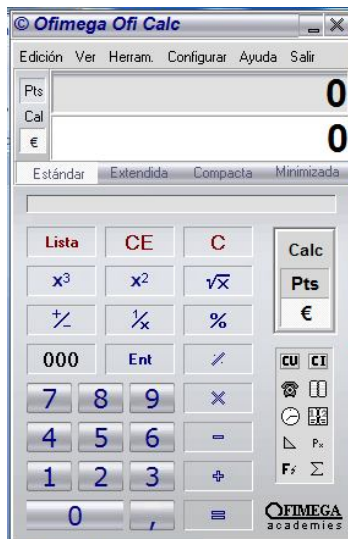 © Ofimega Ofi Calc
Edición Ver Herram. Configurar Ayuda Salir
Pts 0
Cal
€ 0
Estándar Extendida Compacta Minimizada
Lista CE C Calc
x³ x² √x Pts
+/- 1/x % €
000 Ent ⁒ CU CI
7 8 9 ×
4 5 6 - Px
1 2 3 + Σ
0 , = OFIMEGA
academies